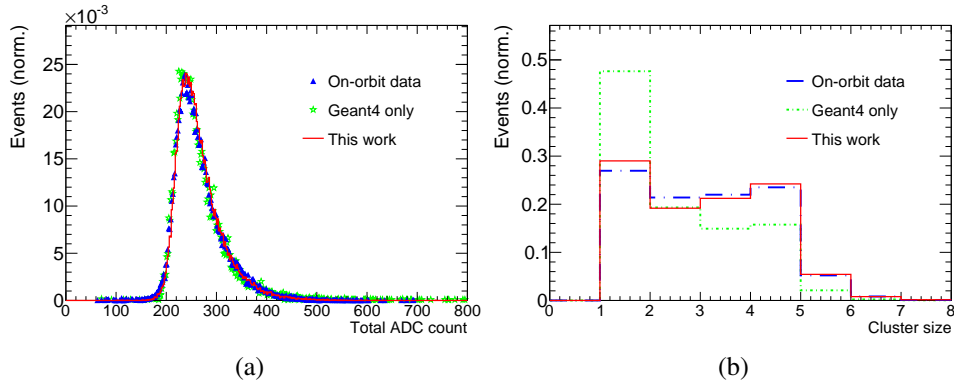 ×10⁻³
Events (norm.)
25
20
15
10
5
0
0 100 200 300 400 500 600 700 800
Total ADC count
On-orbit data
Geant4 only
This work
(a)
Events (norm.)
0.5
0.4
0.3
0.2
0.1
0
0 1 2 3 4 5 6 7 8
Cluster size
On-orbit data
Geant4 only
This work
(b)